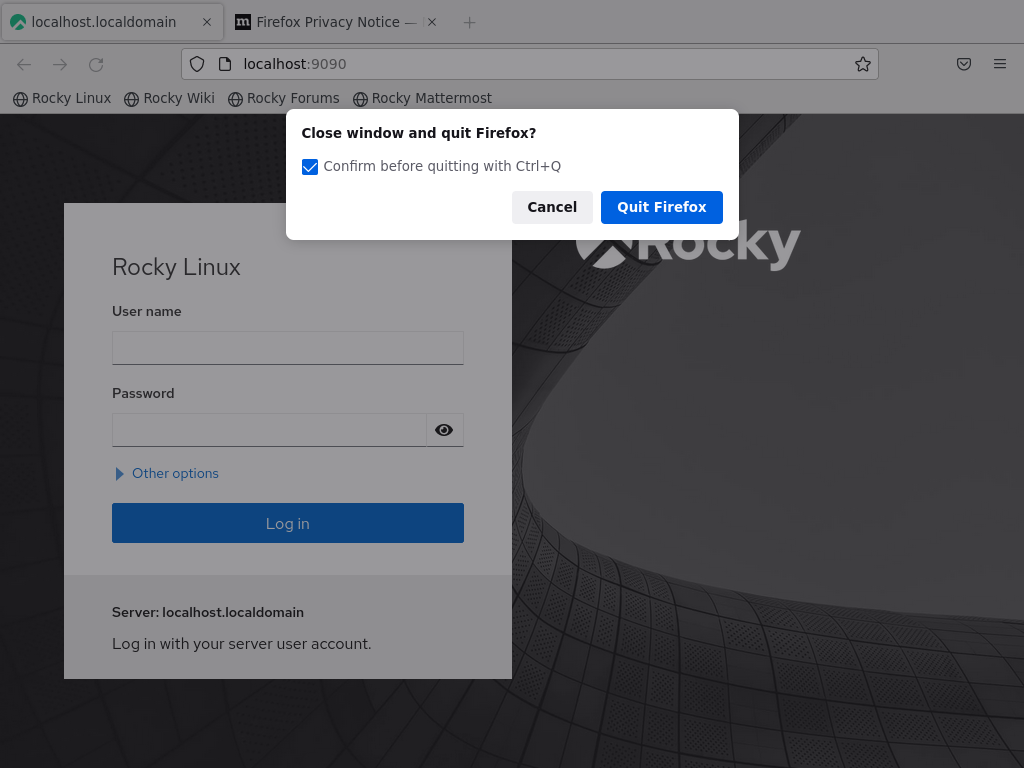 localhost.localdomain
m Firefox Privacy Notice —
localhost:9090
Rocky Linux Rocky Wiki Rocky Forums Rocky Mattermost
Close window and quit Firefox?
Confirm before quitting with Ctrl+Q
Cancel Quit Firefox
Rocky
Rocky Linux
User name
Password
Other options
Log in
Server: localhost.localdomain
Log in with your server user account.